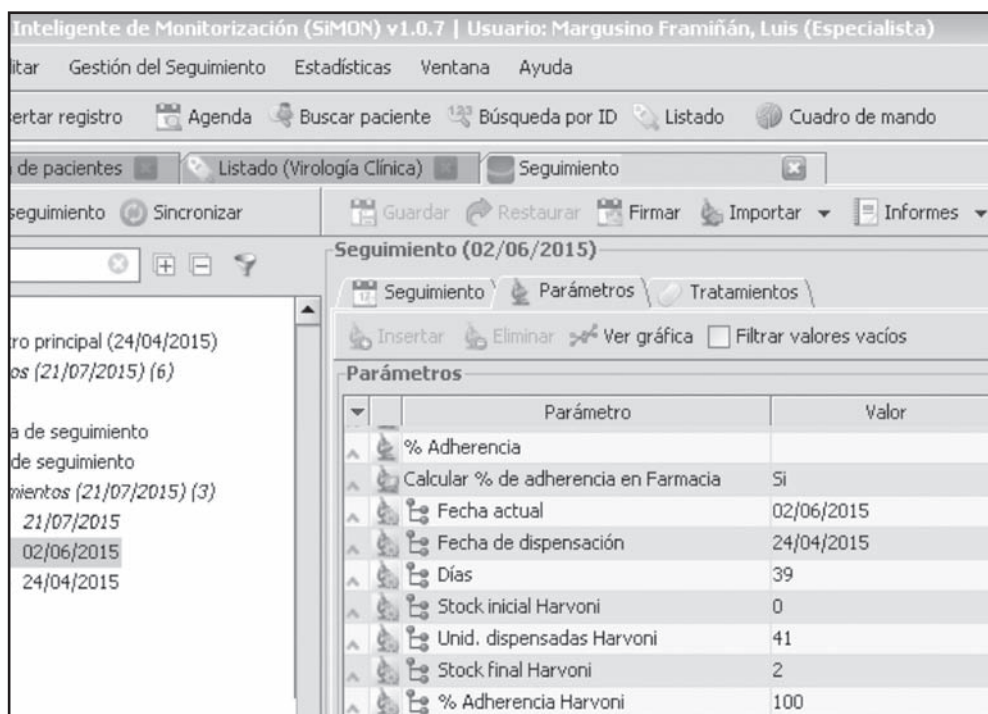 Inteligente de Monitorización (SiMON) v1.0.7 | Usuario: Margusino Framiñán, Luis (Especialista)
itar Gestión del Seguimiento Estadísticas Ventana Ayuda
ertar registro Agenda Buscar paciente 123 Búsqueda por ID Listado Cuadro de mando
de pacientes Listado (Virología Clínica) Seguimiento
seguimiento Sincronizar Guardar Restaurar Firmar Importar Informes
Seguimiento (02/06/2015)
Seguimiento Parámetros Tratamientos
Insertar Eliminar Ver gráfica Filtrar valores vacíos
ro principal (24/04/2015)
os (21/07/2015) (6)
a de seguimiento
de seguimiento
mientos (21/07/2015) (3)
21/07/2015
02/06/2015
24/04/2015
Parámetros
Parámetro Valor
% Adherencia
Calcular % de adherencia en Farmacia Si
Fecha actual 02/06/2015
Fecha de dispensación 24/04/2015
Días 39
Stock inicial Harvoni 0
Unid. dispensadas Harvoni 41
Stock final Harvoni 2
% Adherencia Harvoni 100